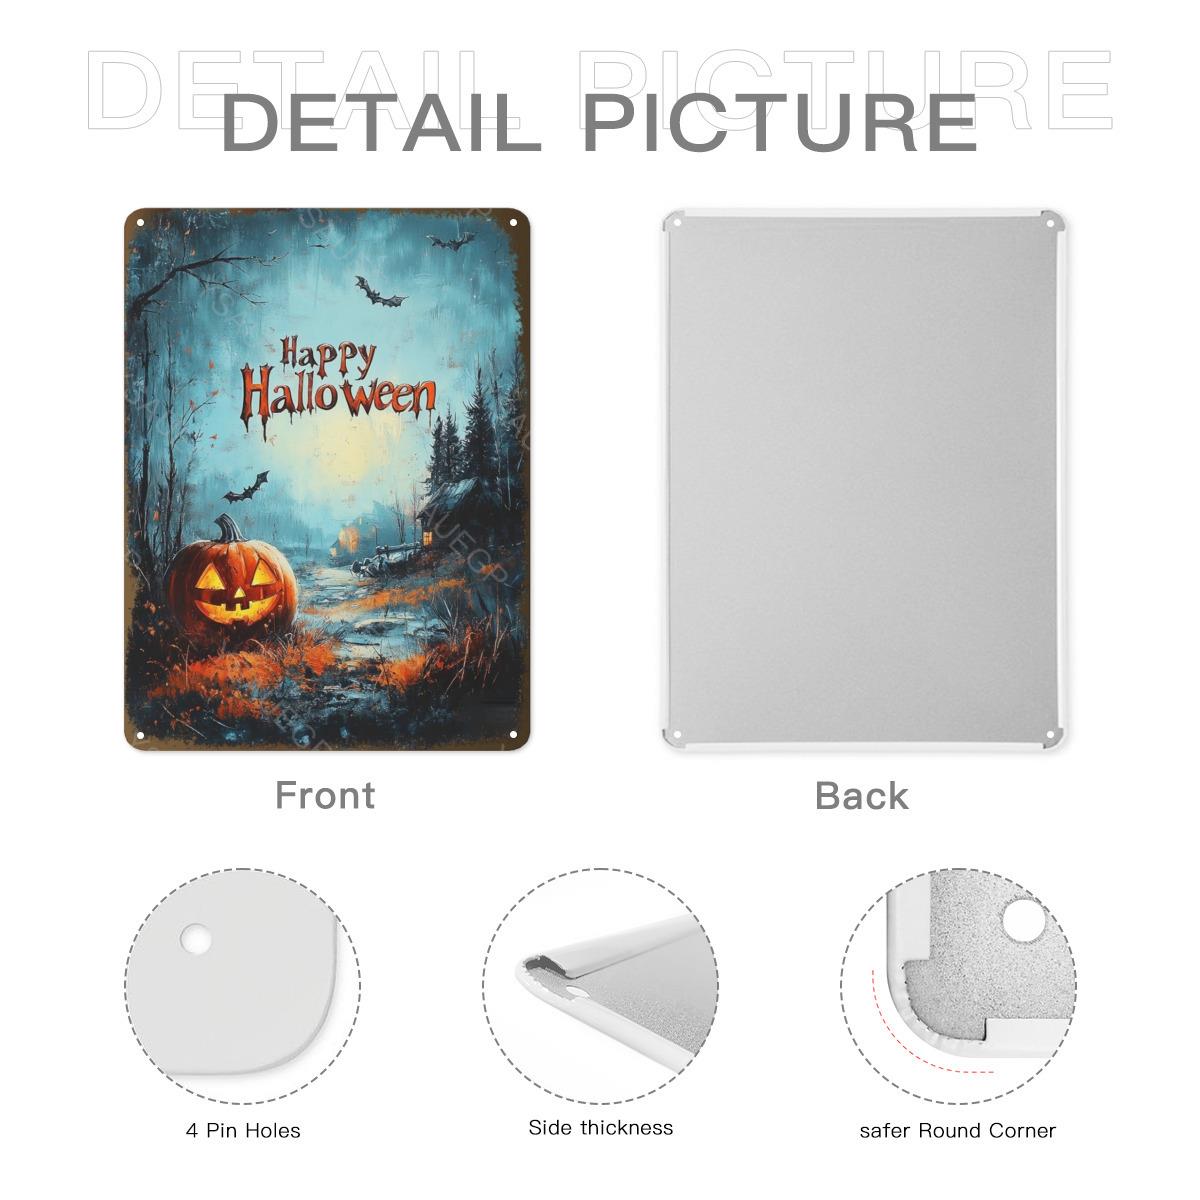 DETAIL PICTURE
DETAIL PICTURE
Happy
Halloween
Front
Back
4 Pin Holes
Side thickness
safer Round Corner